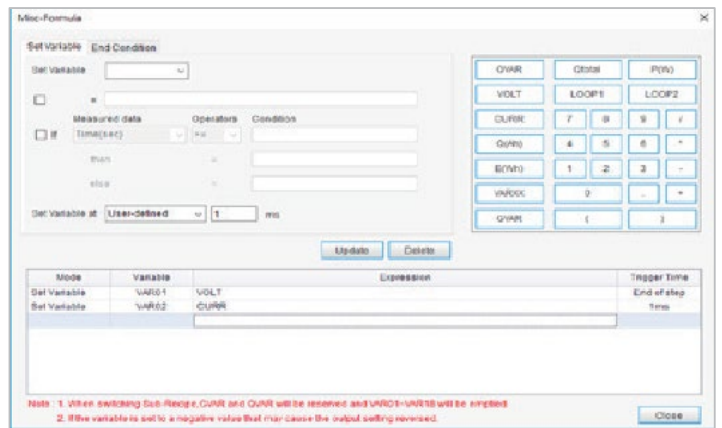 Misc-Formula
Set Variable End Condition
Set Variable
=
Measured data Operators Condition
If Time(sec) >=
then =
else =
Set Variable at User-defined 1 ms
CVAR Qtotal P(W)
VOLT LOOP1 LOOP2
CURR 7 8 9 /
Q(Ah) 4 5 6 *
E(Wh) 1 2 3 -
VARXX 0 . +
QVAR ( )
Update Delete
Mode Variable Expression Trigger Time
Set Variable VAR01 VOLT End of step
Set Variable VAR02 CURR 1ms
Note : 1. When switching Sub-Recipe, CVAR and QVAR will be reserved and VAR01~VAR18 will be emptied.
2. If the variable is set to a negative value that may cause the output setting reversed.
Close